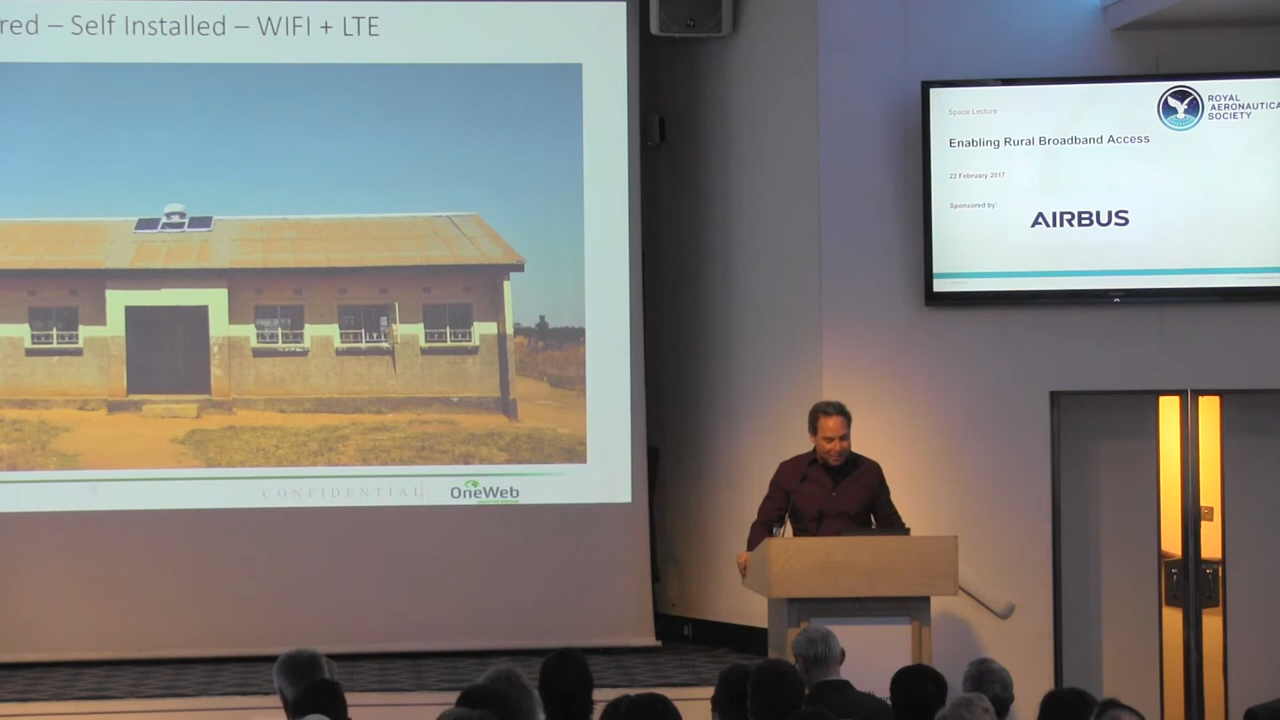 red – Self Installed – WIFI + LTE
CONFIDENTIAL
OneWeb
Space Lecture
ROYAL
AERONAUTICA
SOCIETY
Enabling Rural Broadband Access
22 February 2017
Sponsored by:
AIRBUS